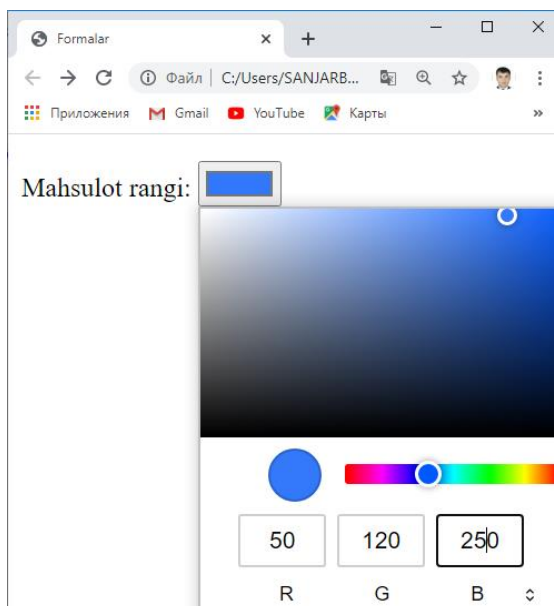 Formalar
Файл | C:/Users/SANJARB...
Приложения Gmail YouTube Карты »
Mahsulot rangi:
50 120 250
R G B